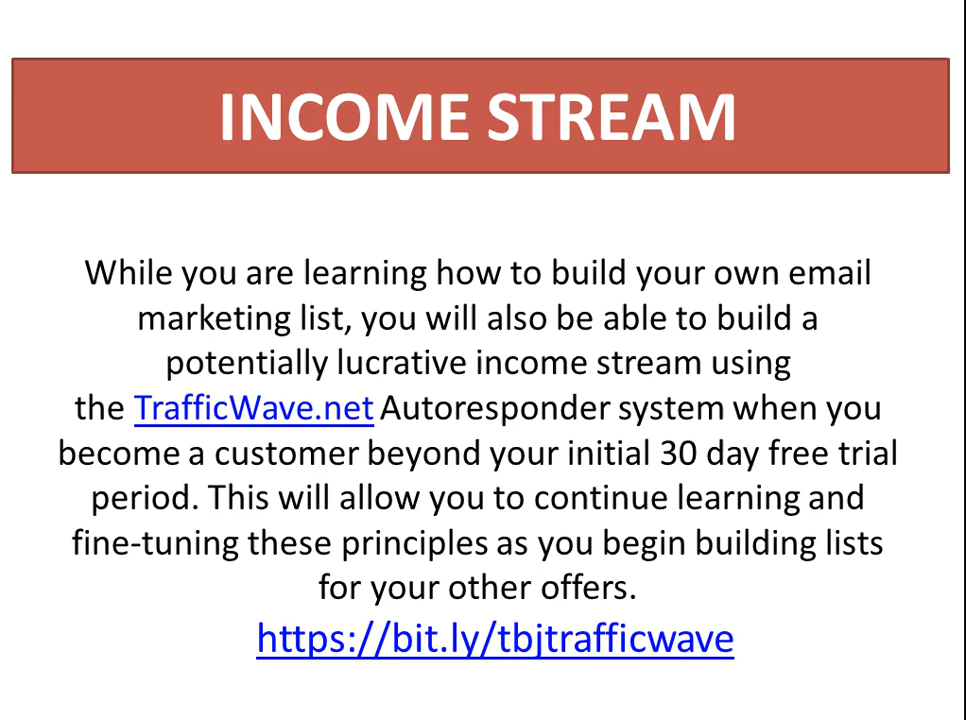 INCOME STREAM
While you are learning how to build your own email
marketing list, you will also be able to build a
potentially lucrative income stream using
the TrafficWave.net Autoresponder system when you
become a customer beyond your initial 30 day free trial
period. This will allow you to continue learning and
fine-tuning these principles as you begin building lists
for your other offers.
https://bit.ly/tbjtrafficwave